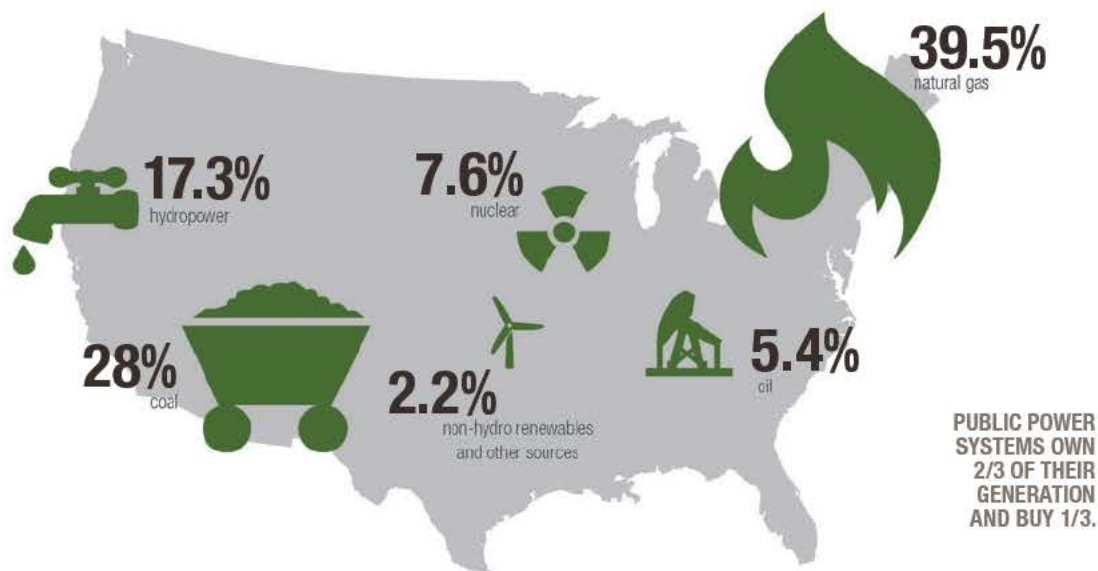 39.5%
natural gas
17.3%
hydropower
7.6%
nuclear
28%
coal
2.2%
non-hydro renewables
and other sources
5.4%
oil
PUBLIC POWER
SYSTEMS OWN
2/3 OF THEIR
GENERATION
AND BUY 1/3.